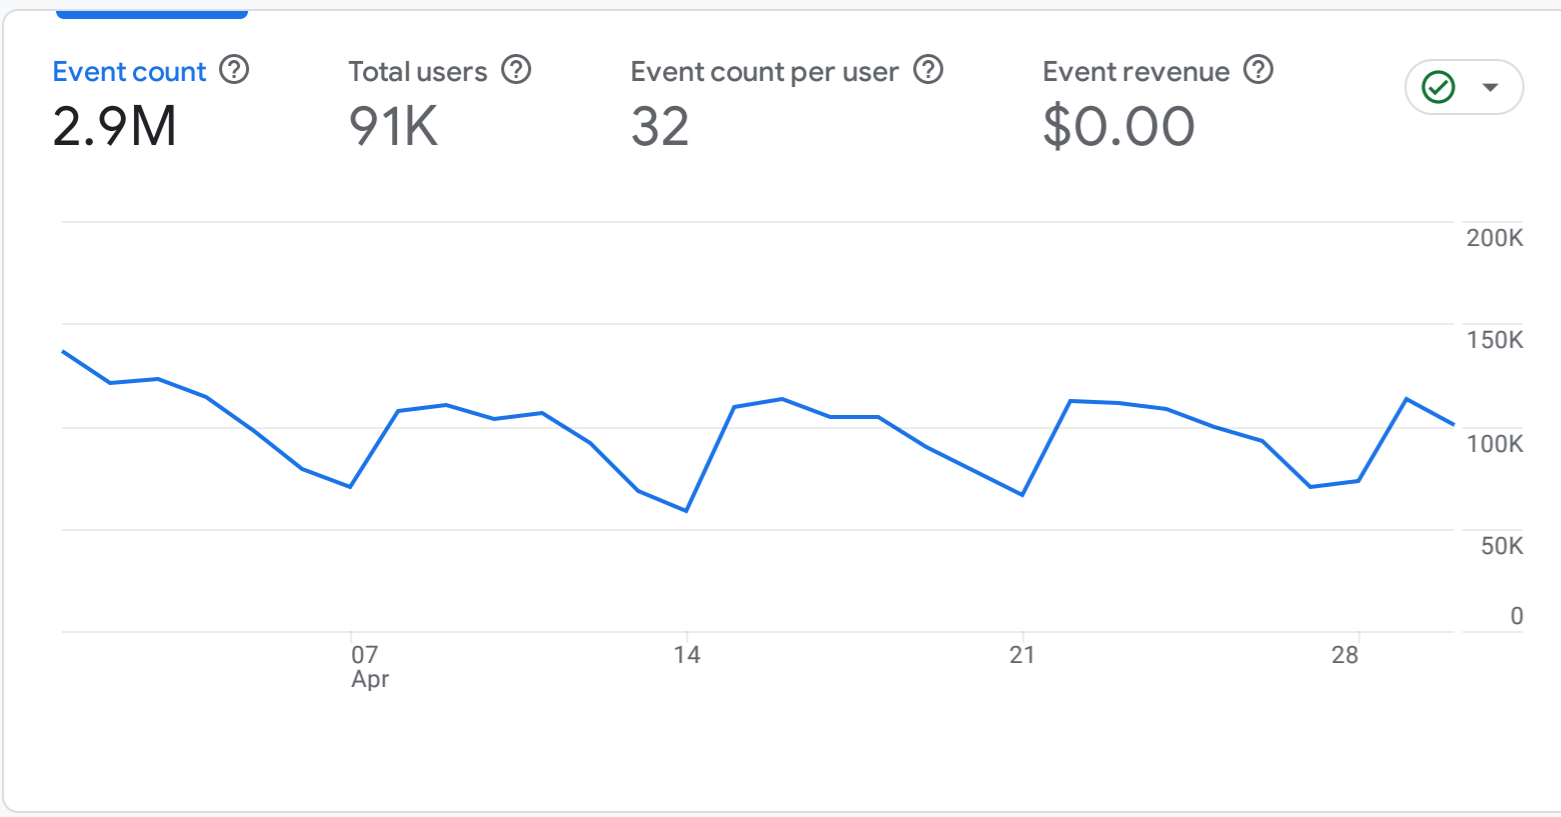 Event count
2.9M
Total users
91K
Event count per user
32
Event revenue
$0.00
200K
150K
100K
50K
0
07
Apr
14
21
28